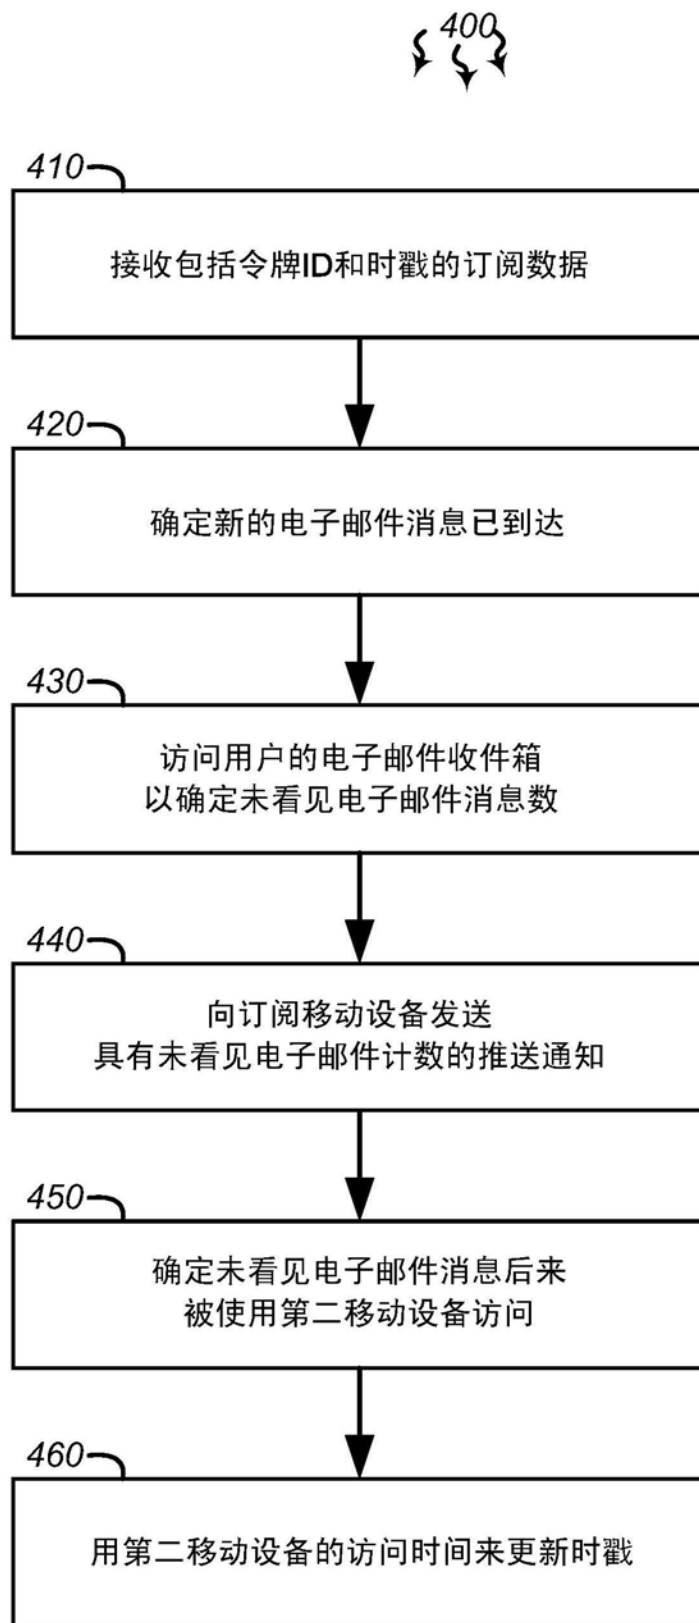 400
410
接收包括令牌ID和时戳的订阅数据
420
确定新的电子邮件消息已到达
430
访问用户的电子邮件收件箱
以确定未看见电子邮件消息数
440
向订阅移动设备发送
具有未看见电子邮件计数的推送通知
450
确定未看见电子邮件消息后来
被使用第二移动设备访问
460
用第二移动设备的访问时间来更新时戳